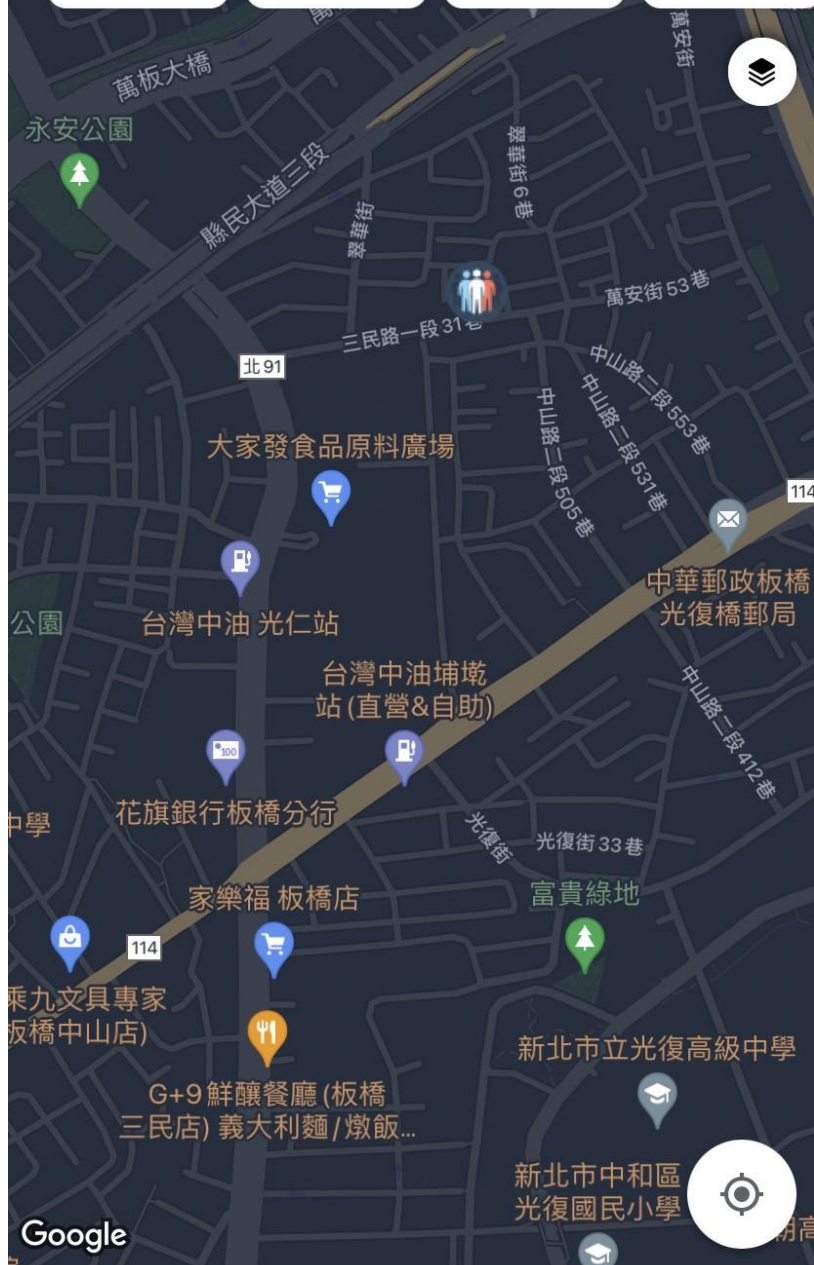 萬板大橋
萬安街
永安公園
縣民大道三段
翠華街6巷
翠華街
萬安街53巷
三民路一段31巷
北91
中山路二段553巷
中山路二段531巷
中山路二段505巷
大家發食品原料廣場
114
中華郵政板橋
光復橋郵局
公園
台灣中油 光仁站
台灣中油埔墘
站(直營&自助)
中山路二段412巷
花旗銀行板橋分行
100
中學
光復街
光復街33巷
家樂福 板橋店
富貴綠地
114
乘九文具專家
板橋中山店)
新北市立光復高級中學
G+9鮮釀餐廳(板橋
三民店) 義大利麵/燉飯...
新北市中和區
光復國民小學
Google